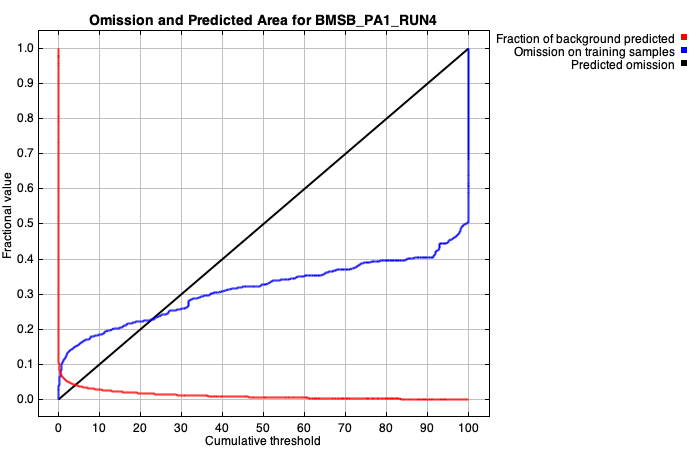 Omission and Predicted Area for BMSB_PA1_RUN4
Fraction of background predicted
Omission on training samples
Predicted omission
1.0
0.9
0.8
0.7
0.6
0.5
0.4
0.3
0.2
0.1
0.0
Fractional value
0 10 20 30 40 50 60 70 80 90 100
Cumulative threshold